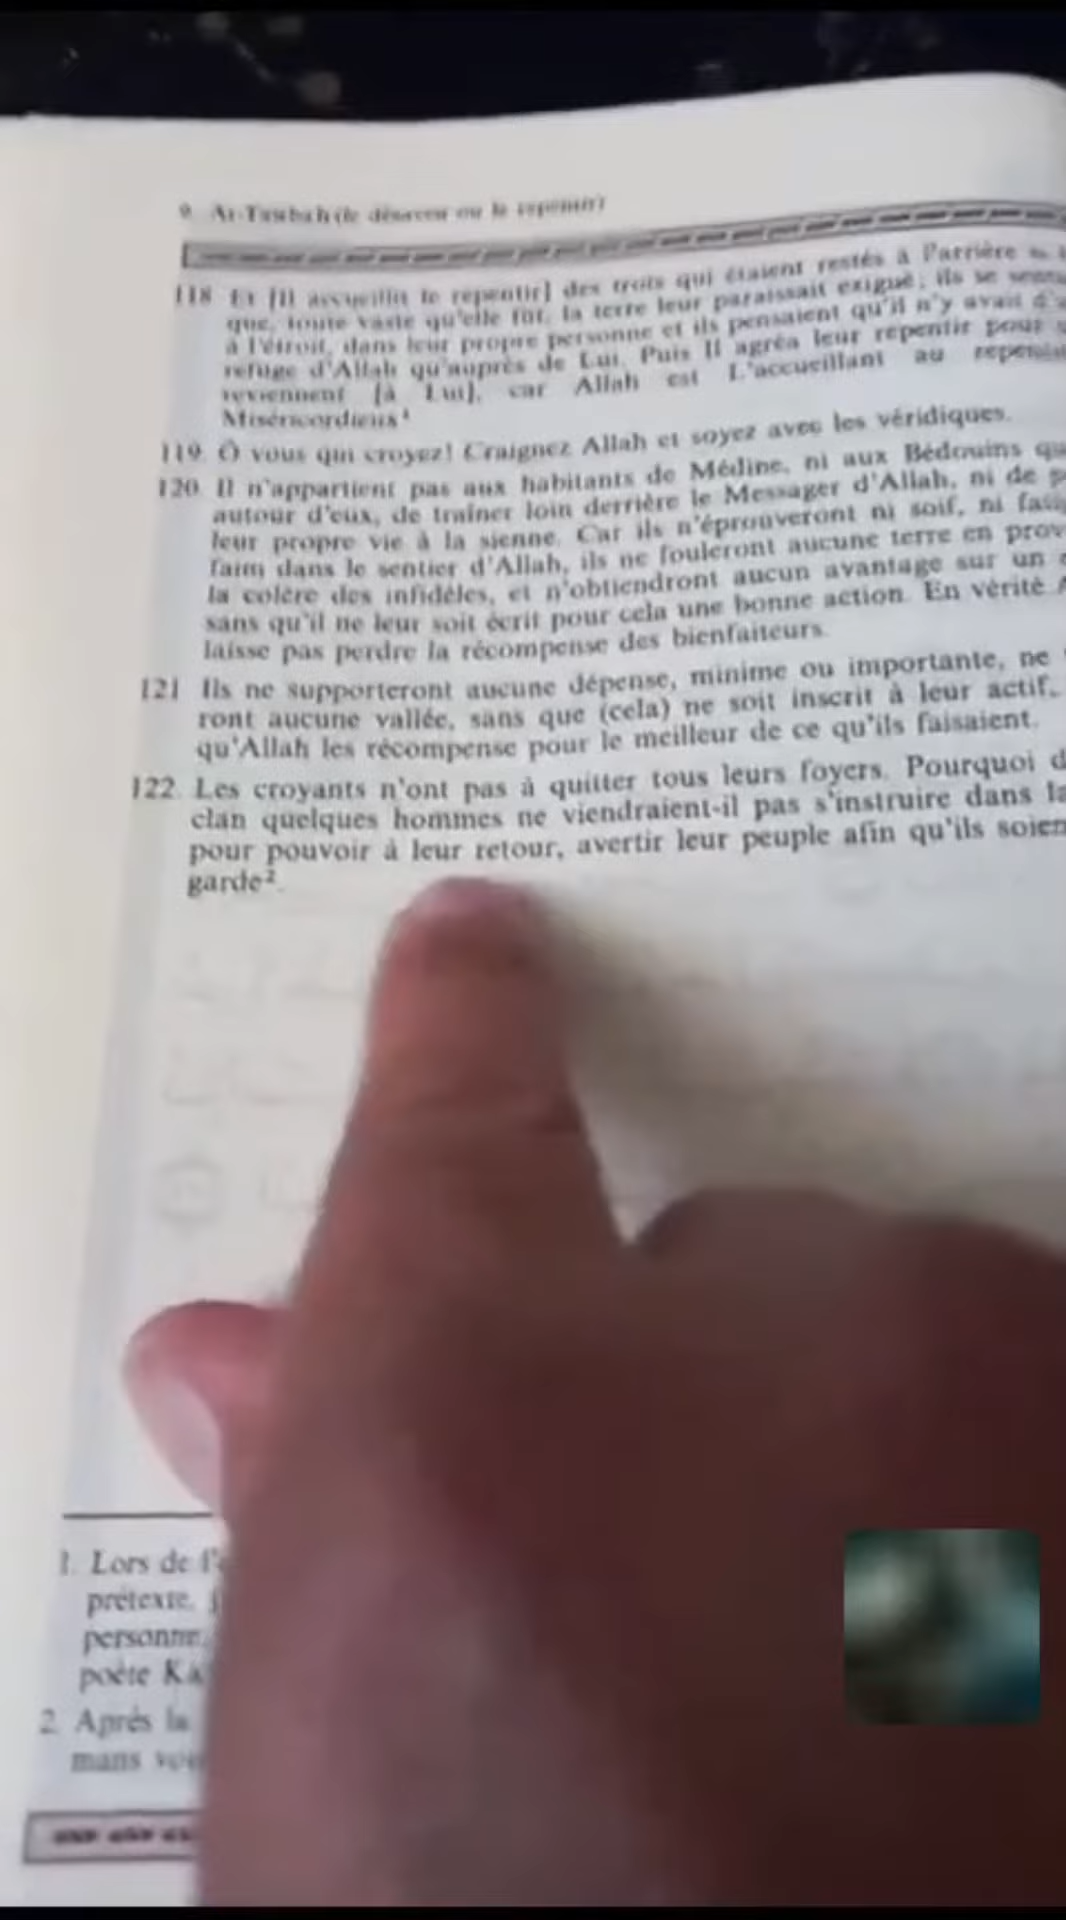 9. At-Tawbah (le désaveu ou le repentir)
118. Et [Il accueillit le repentir] des trois qui étaient restés à l'arrière
que, toute vaste qu'elle fût, la terre leur paraissait exiguë; ils se
à l'étroit, dans leur propre personne et ils pensaient qu'il n'y avait
refuge d'Allah qu'auprès de Lui. Puis Il agréa leur repentir pour
reviennent [à Lui], car Allah est L'accueillant au
Miséricordieux¹
119. Ô vous qui croyez! Craignez Allah et soyez avec les véridiques.
120. Il n'appartient pas aux habitants de Médine, ni aux Bédouins
autour d'eux, de traîner loin derrière le Messager d'Allah, ni de
leur propre vie à la sienne. Car ils n'éprouveront ni soif, ni
faim dans le sentier d'Allah, ils ne fouleront aucune terre en
la colère des infidèles, et n'obtiendront aucun avantage sur un
sans qu'il ne leur soit écrit pour cela une bonne action. En vérité
laisse pas perdre la récompense des bienfaiteurs.
121 Ils ne supporteront aucune dépense, minime ou importante, ne
ront aucune vallée, sans que (cela) ne soit inscrit à leur actif,
qu'Allah les récompense pour le meilleur de ce qu'ils faisaient.
122. Les croyants n'ont pas à quitter tous leurs foyers. Pourquoi
clan quelques hommes ne viendraient-il pas s'instruire dans
pour pouvoir à leur retour, avertir leur peuple afin qu'ils
garde².
1. Lors de
prétexte,
personne,
poète
2. Après la
mans